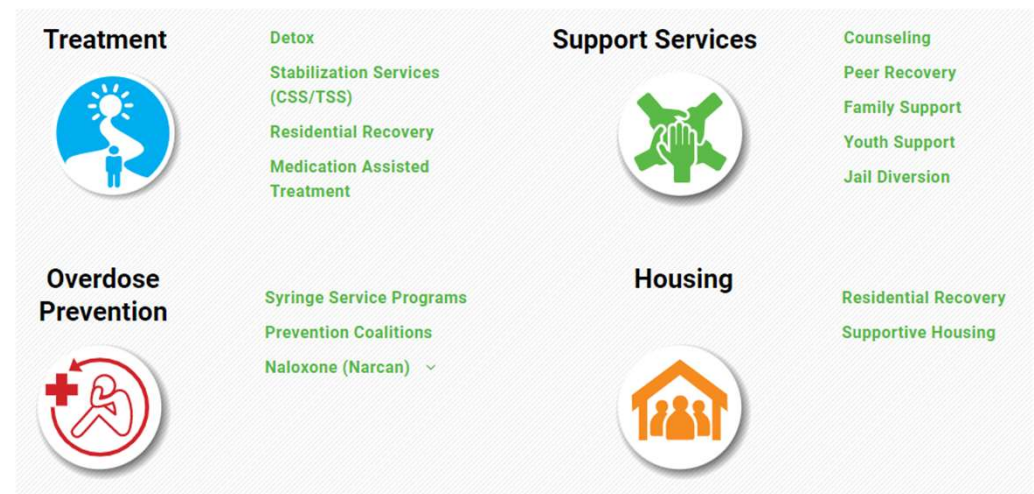 Treatment
Detox
Stabilization Services
(CSS/TSS)
Residential Recovery
Medication Assisted
Treatment
Support Services
Counseling
Peer Recovery
Family Support
Youth Support
Jail Diversion
Overdose
Prevention
Syringe Service Programs
Prevention Coalitions
Naloxone (Narcan)
Housing
Residential Recovery
Supportive Housing